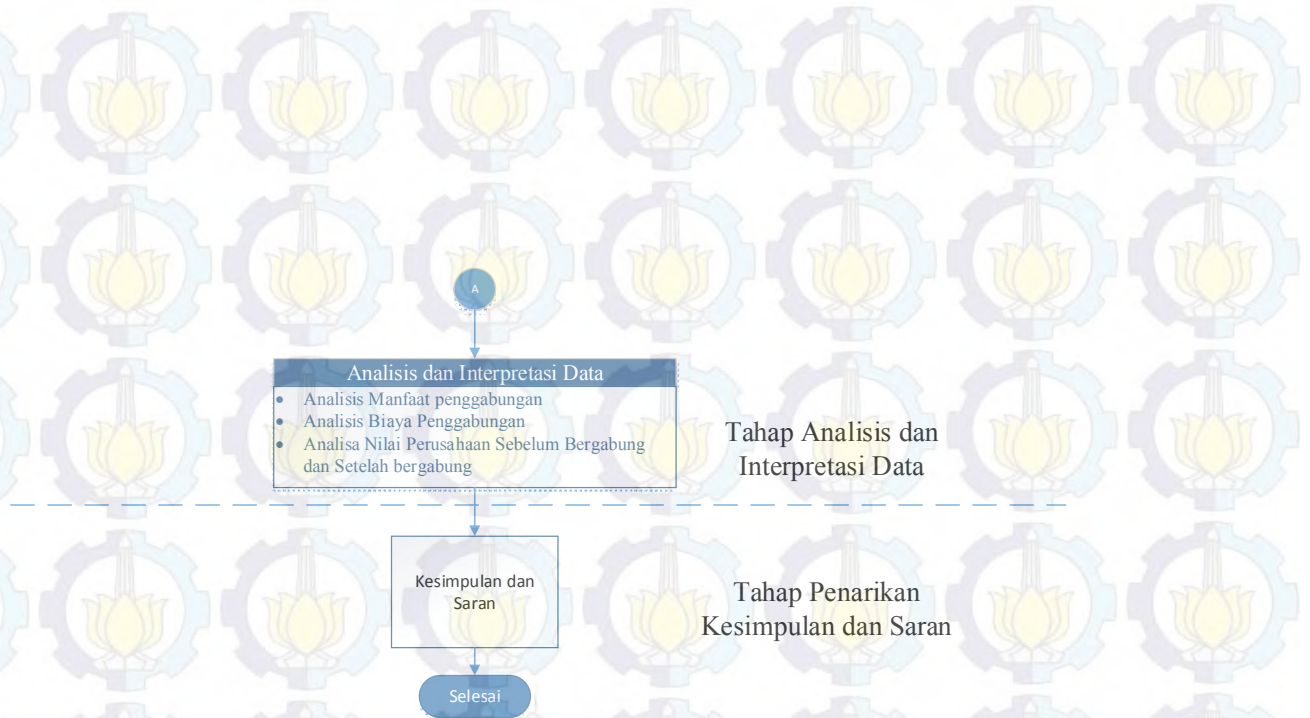 A
Analisis dan Interpretasi Data
• Analisis Manfaat penggabungan
• Analisis Biaya Penggabungan
• Analisa Nilai Perusahaan Sebelum Bergabung
dan Setelah bergabung
Tahap Analisis dan
Interpretasi Data
Kesimpulan dan
Saran
Tahap Penarikan
Kesimpulan dan Saran
Selesai